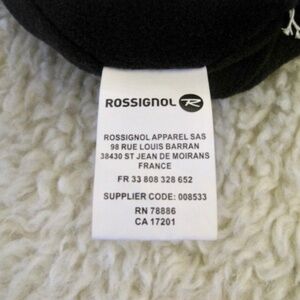 ROSSIGNOL
ROSSIGNOL APPAREL SAS
98 RUE LOUIS BARRAN
38430 ST JEAN DE MOIRANS
FRANCE
FR 33 808 328 652
SUPPLIER CODE: 008533
RN 78886
CA 17201